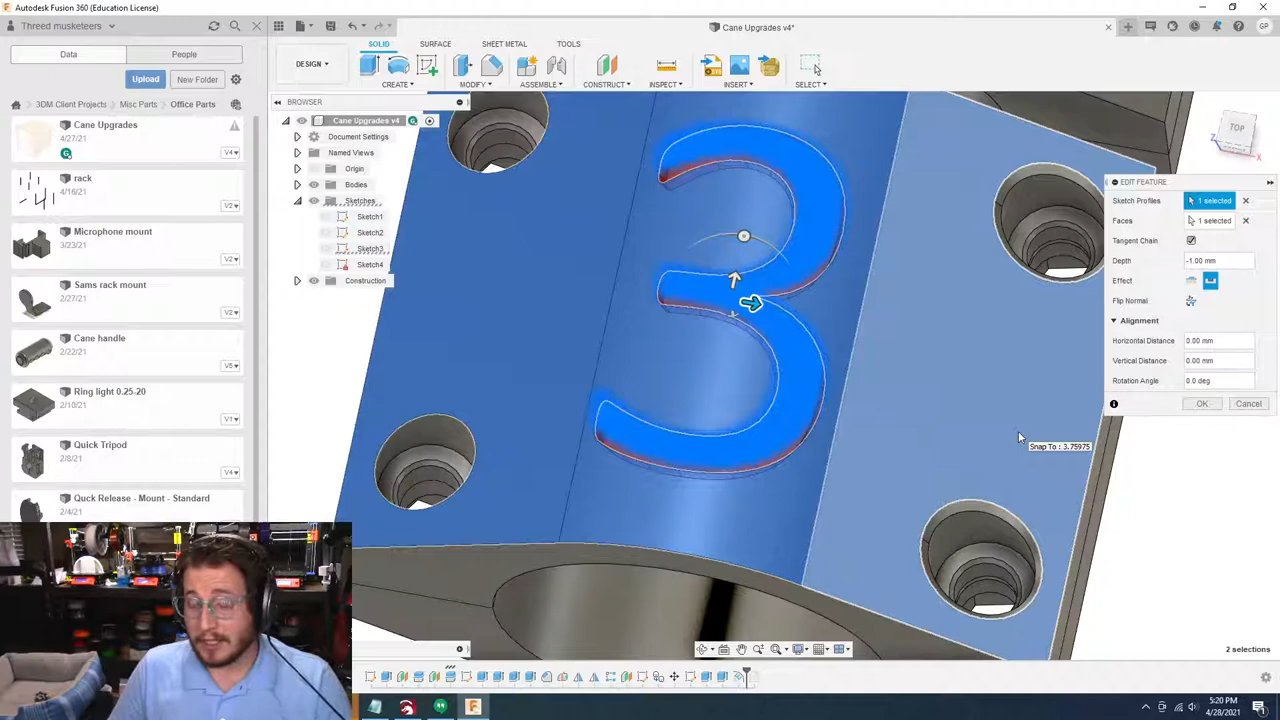 Autodesk Fusion 360 (Education License)
Threed musketeers
Cane Upgrades v4*
GP
Data
People
Upload
New Folder
3DM Client Projects
Misc Parts
Office Parts
Cane Upgrades
4/27/21
V4
rack
4/16/21
V2
Microphone mount
3/23/21
V2
Sams rack mount
2/27/21
V2
Cane handle
2/22/21
V5
Ring light 0.25-20
2/10/21
V1
Quick Tripod
2/8/21
V4
Quck Release - Mount - Standard
2/4/21
DESIGN
SOLID
SURFACE
SHEET METAL
TOOLS
CREATE
MODIFY
ASSEMBLE
CONSTRUCT
INSPECT
INSERT
SELECT
BROWSER
Cane Upgrades v4
Document Settings
Named Views
Origin
Bodies
Sketches
Sketch1
Sketch2
Sketch3
Sketch4
Construction
3
TOP
Z
X
EDIT FEATURE
Sketch Profiles
1 selected
Faces
1 selected
Tangent Chain
Depth
-1.00 mm
Effect
Flip Normal
Alignment
Horizontal Distance
0.00 mm
Vertical Distance
0.00 mm
Rotation Angle
0.0 deg
OK
Cancel
Snap To : 3.75975
2 selections
5:20 PM
4/28/2021